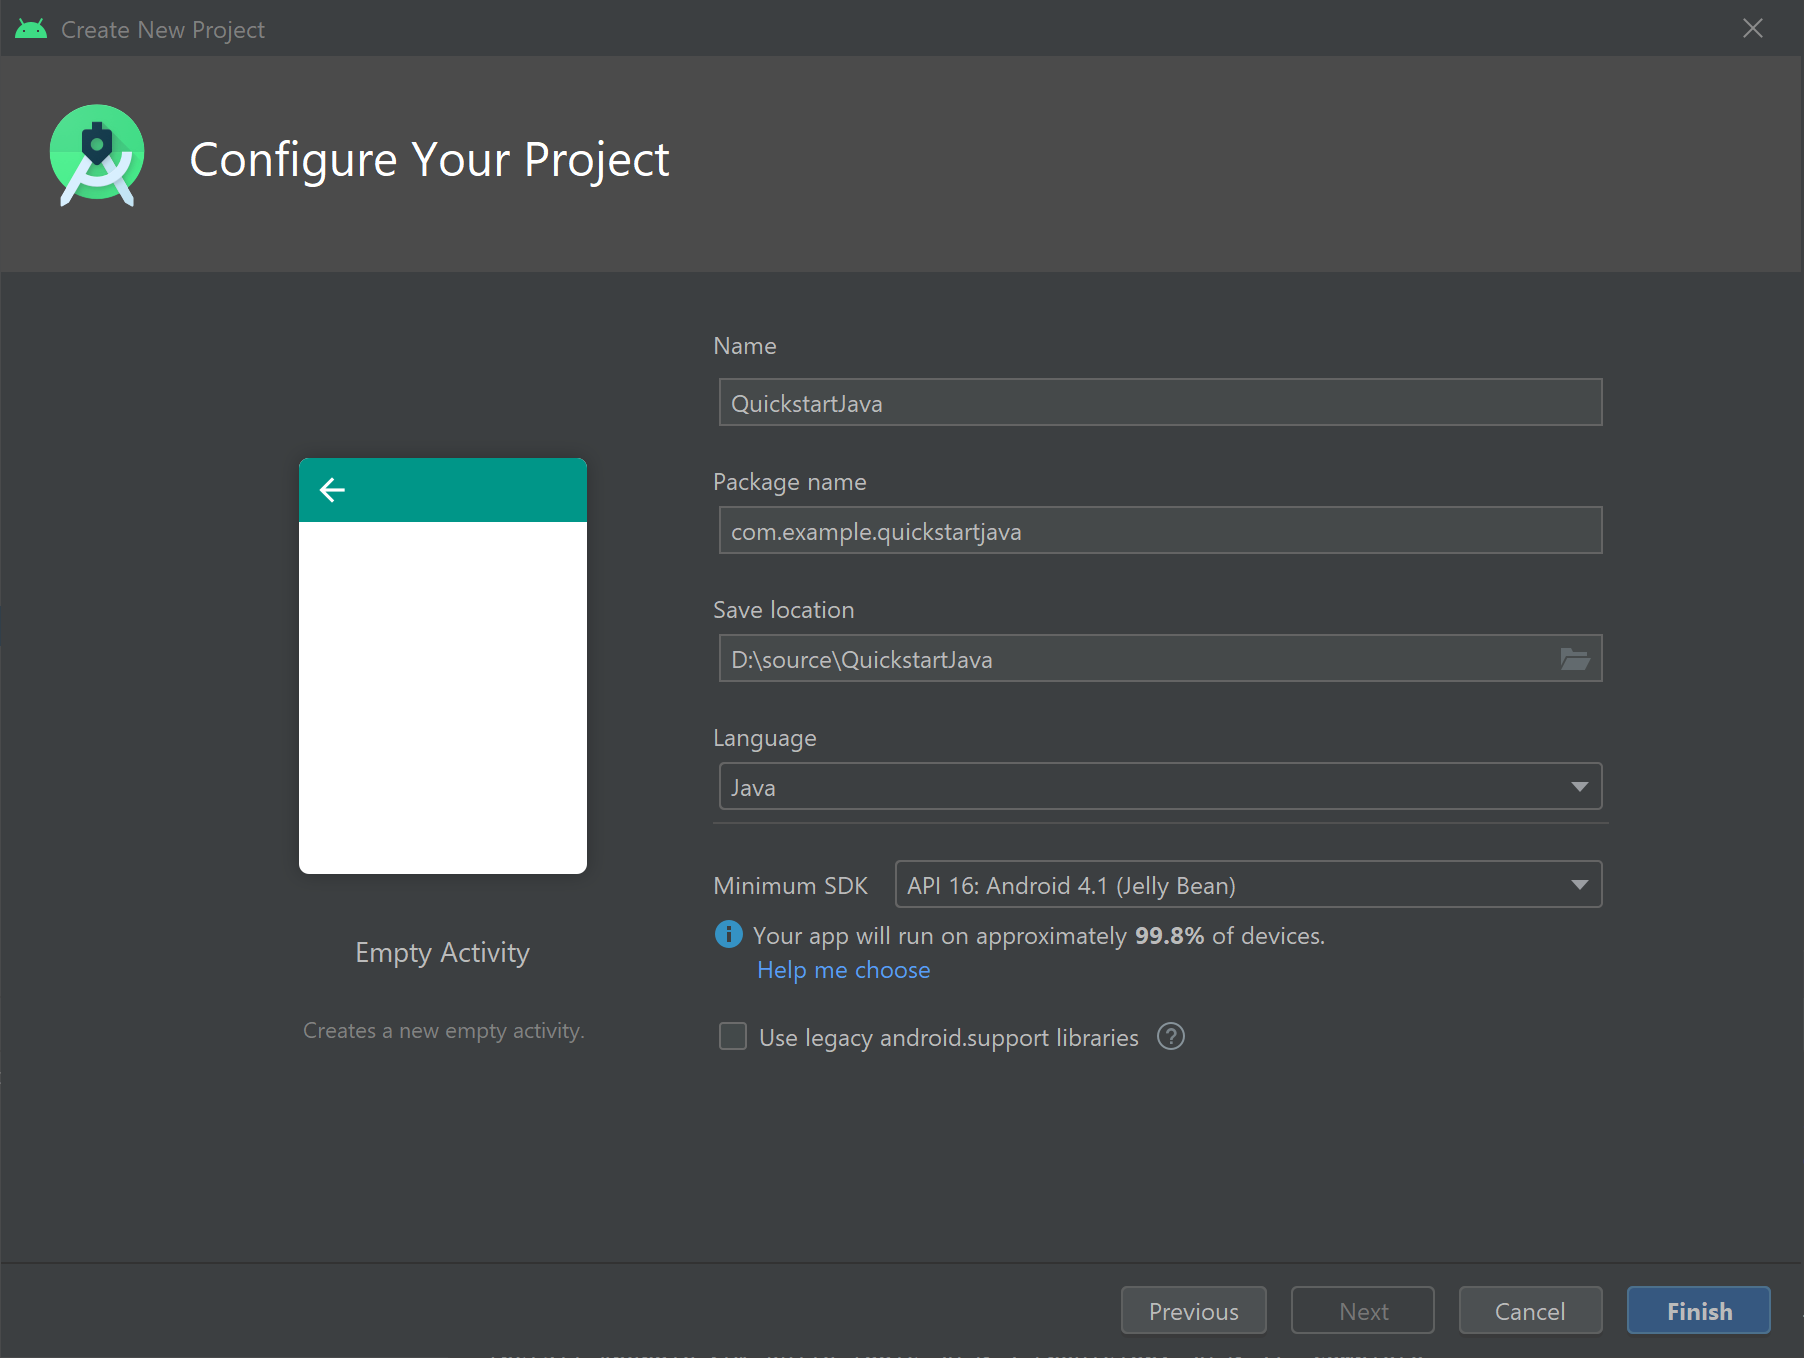 Create New Project
Configure Your Project
Name
QuickstartJava
Package name
com.example.quickstartjava
Save location
D:\source\QuickstartJava
Language
Java
Minimum SDK
API 16: Android 4.1 (Jelly Bean)
Your app will run on approximately 99.8% of devices.
Help me choose
Use legacy android.support libraries
Empty Activity
Creates a new empty activity.
Previous
Next
Cancel
Finish